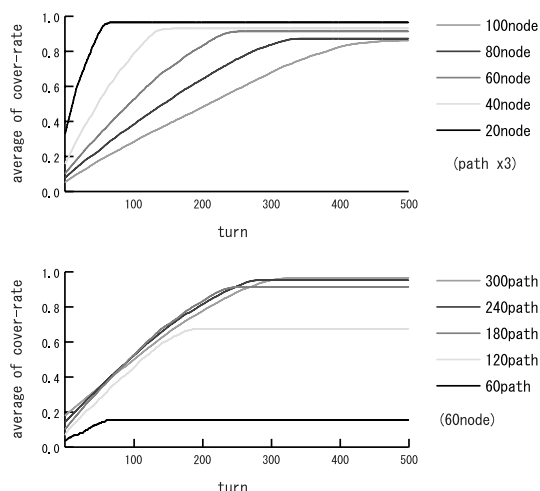 average of cover-rate
1.0
0.8
0.6
0.4
0.2
0.0
100
200
300
400
500
turn
100node
80node
60node
40node
20node
(path x3)
average of cover-rate
1.0
0.8
0.6
0.4
0.2
0.0
100
200
300
400
500
turn
300path
240path
180path
120path
60path
(60node)